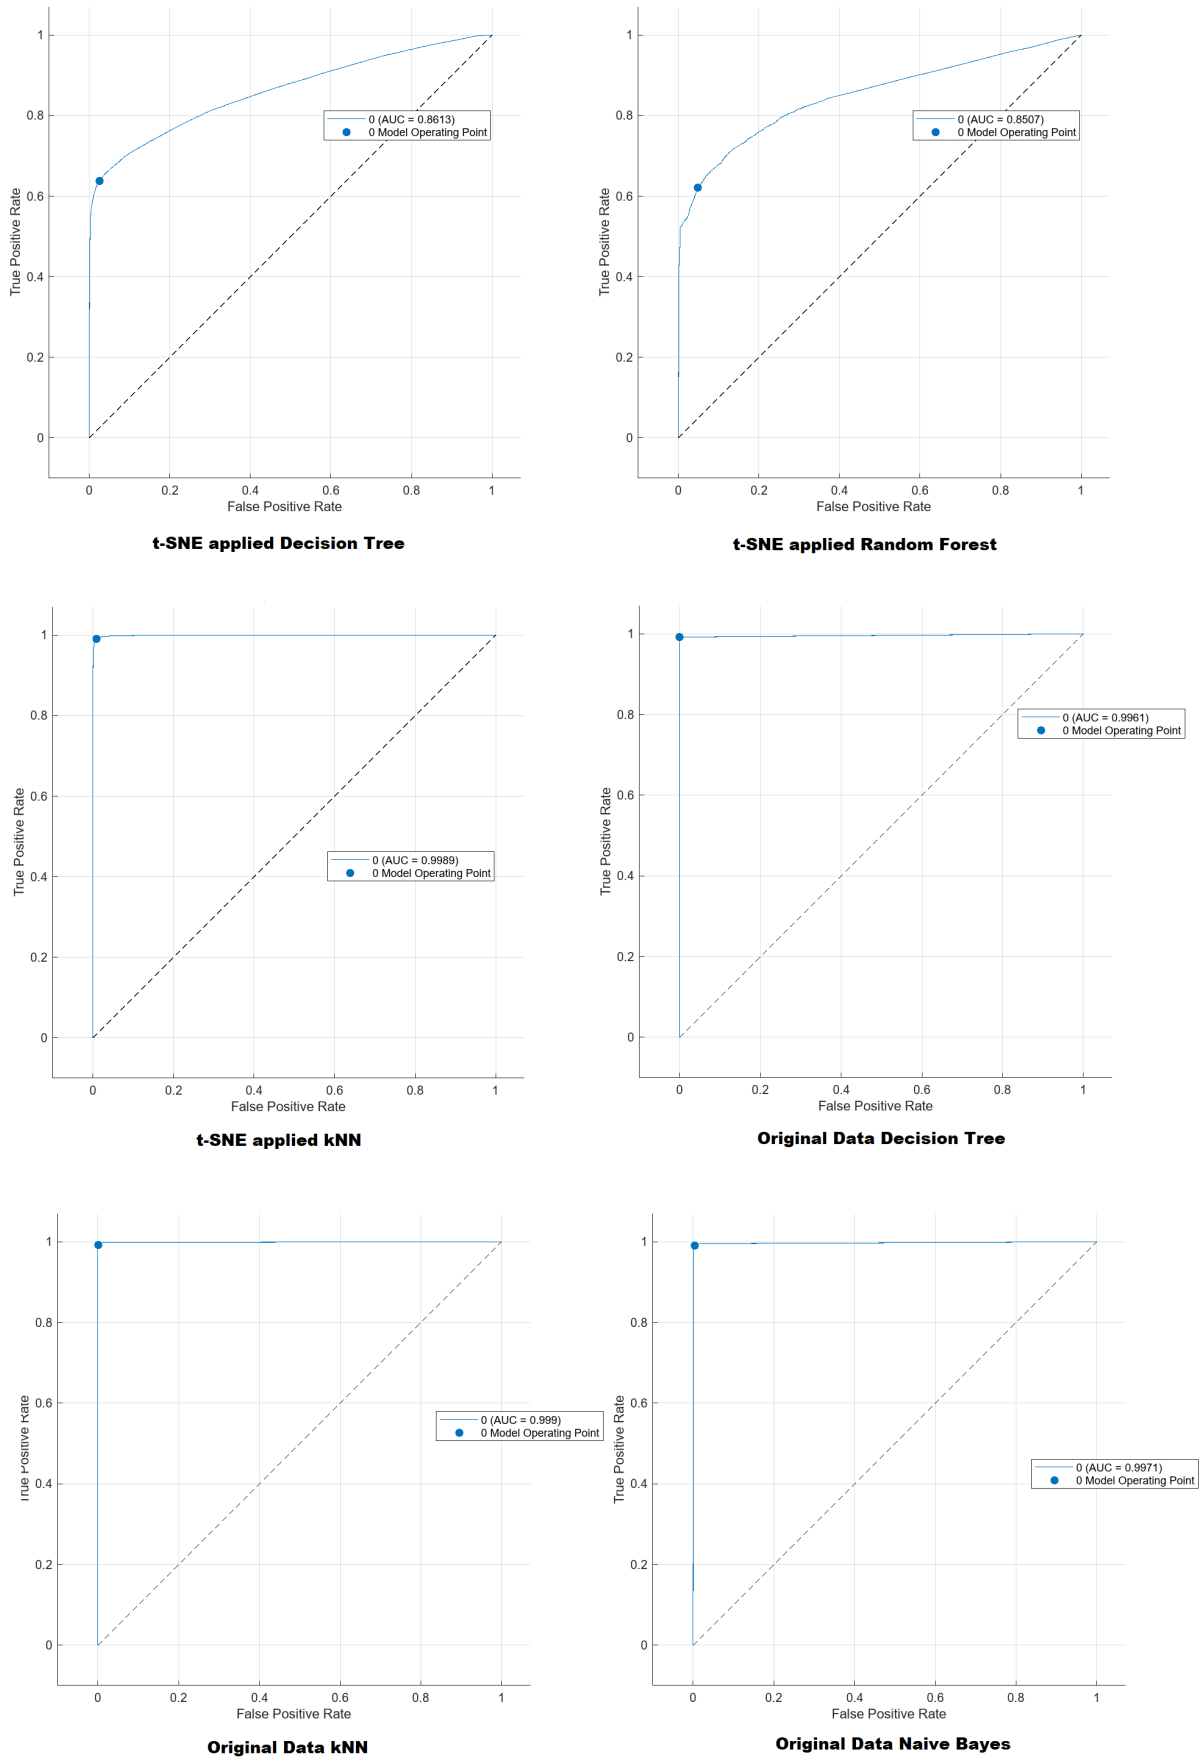 1
0.8
0.6
0.4
0.2
0
True Positive Rate
0 (AUC = 0.8613)
0 Model Operating Point
0 0.2 0.4 0.6 0.8 1
False Positive Rate
t-SNE applied Decision Tree
1
0.8
0.6
0.4
0.2
0
True Positive Rate
0 (AUC = 0.8507)
0 Model Operating Point
0 0.2 0.4 0.6 0.8 1
False Positive Rate
t-SNE applied Random Forest
1
0.8
0.6
0.4
0.2
0
True Positive Rate
0 (AUC = 0.9989)
0 Model Operating Point
0 0.2 0.4 0.6 0.8 1
False Positive Rate
t-SNE applied kNN
1
0.8
0.6
0.4
0.2
0
True Positive Rate
0 (AUC = 0.9961)
0 Model Operating Point
0 0.2 0.4 0.6 0.8 1
False Positive Rate
Original Data Decision Tree
1
0.8
0.6
0.4
0.2
0
True Positive Rate
0 (AUC = 0.999)
0 Model Operating Point
0 0.2 0.4 0.6 0.8 1
False Positive Rate
Original Data kNN
1
0.8
0.6
0.4
0.2
0
True Positive Rate
0 (AUC = 0.9971)
0 Model Operating Point
0 0.2 0.4 0.6 0.8 1
False Positive Rate
Original Data Naive Bayes